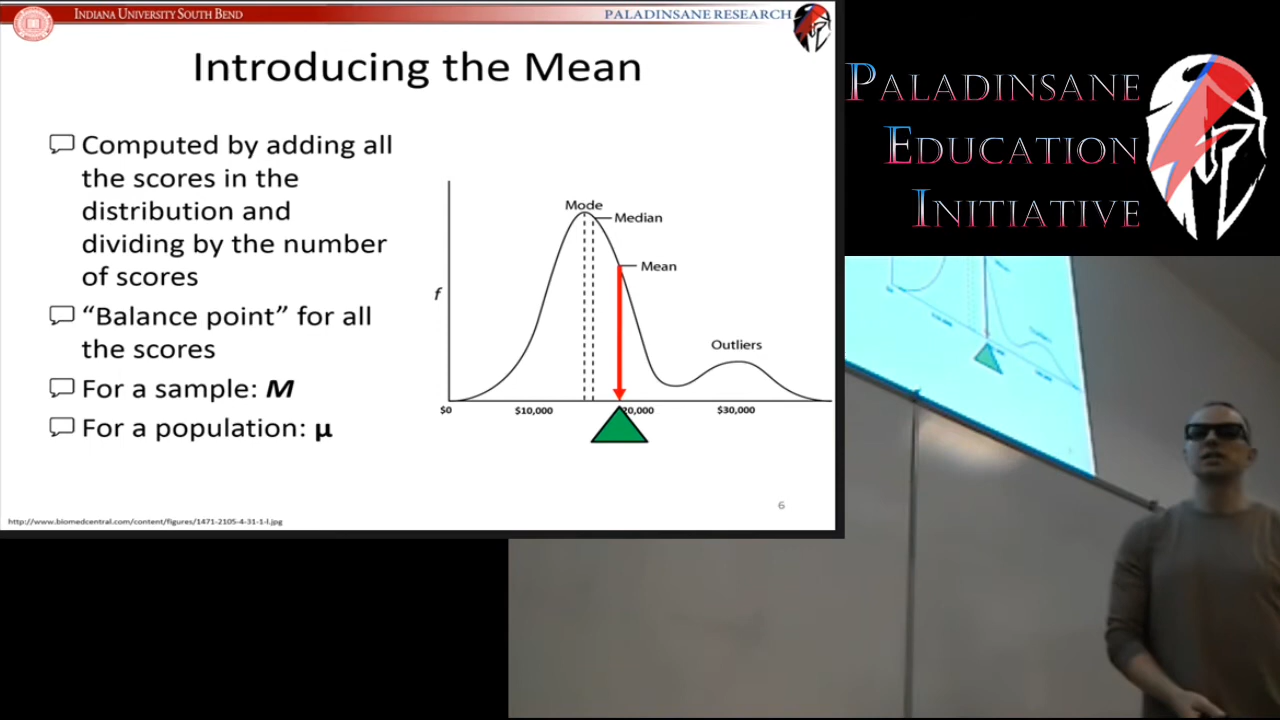 INDIANA UNIVERSITY SOUTH BEND
PALADINSANE RESEARCH
Introducing the Mean
Computed by adding all
the scores in the
distribution and
dividing by the number
of scores
"Balance point" for all
the scores
For a sample: M
For a population: μ
Mode
Median
Mean
f
Outliers
$0
$10,000
20,000
$30,000
6
http://www.biomedcentral.com/content/figures/1471-2105-4-31-1-l.jpg
PALADINSANE
EDUCATION
INITIATIVE